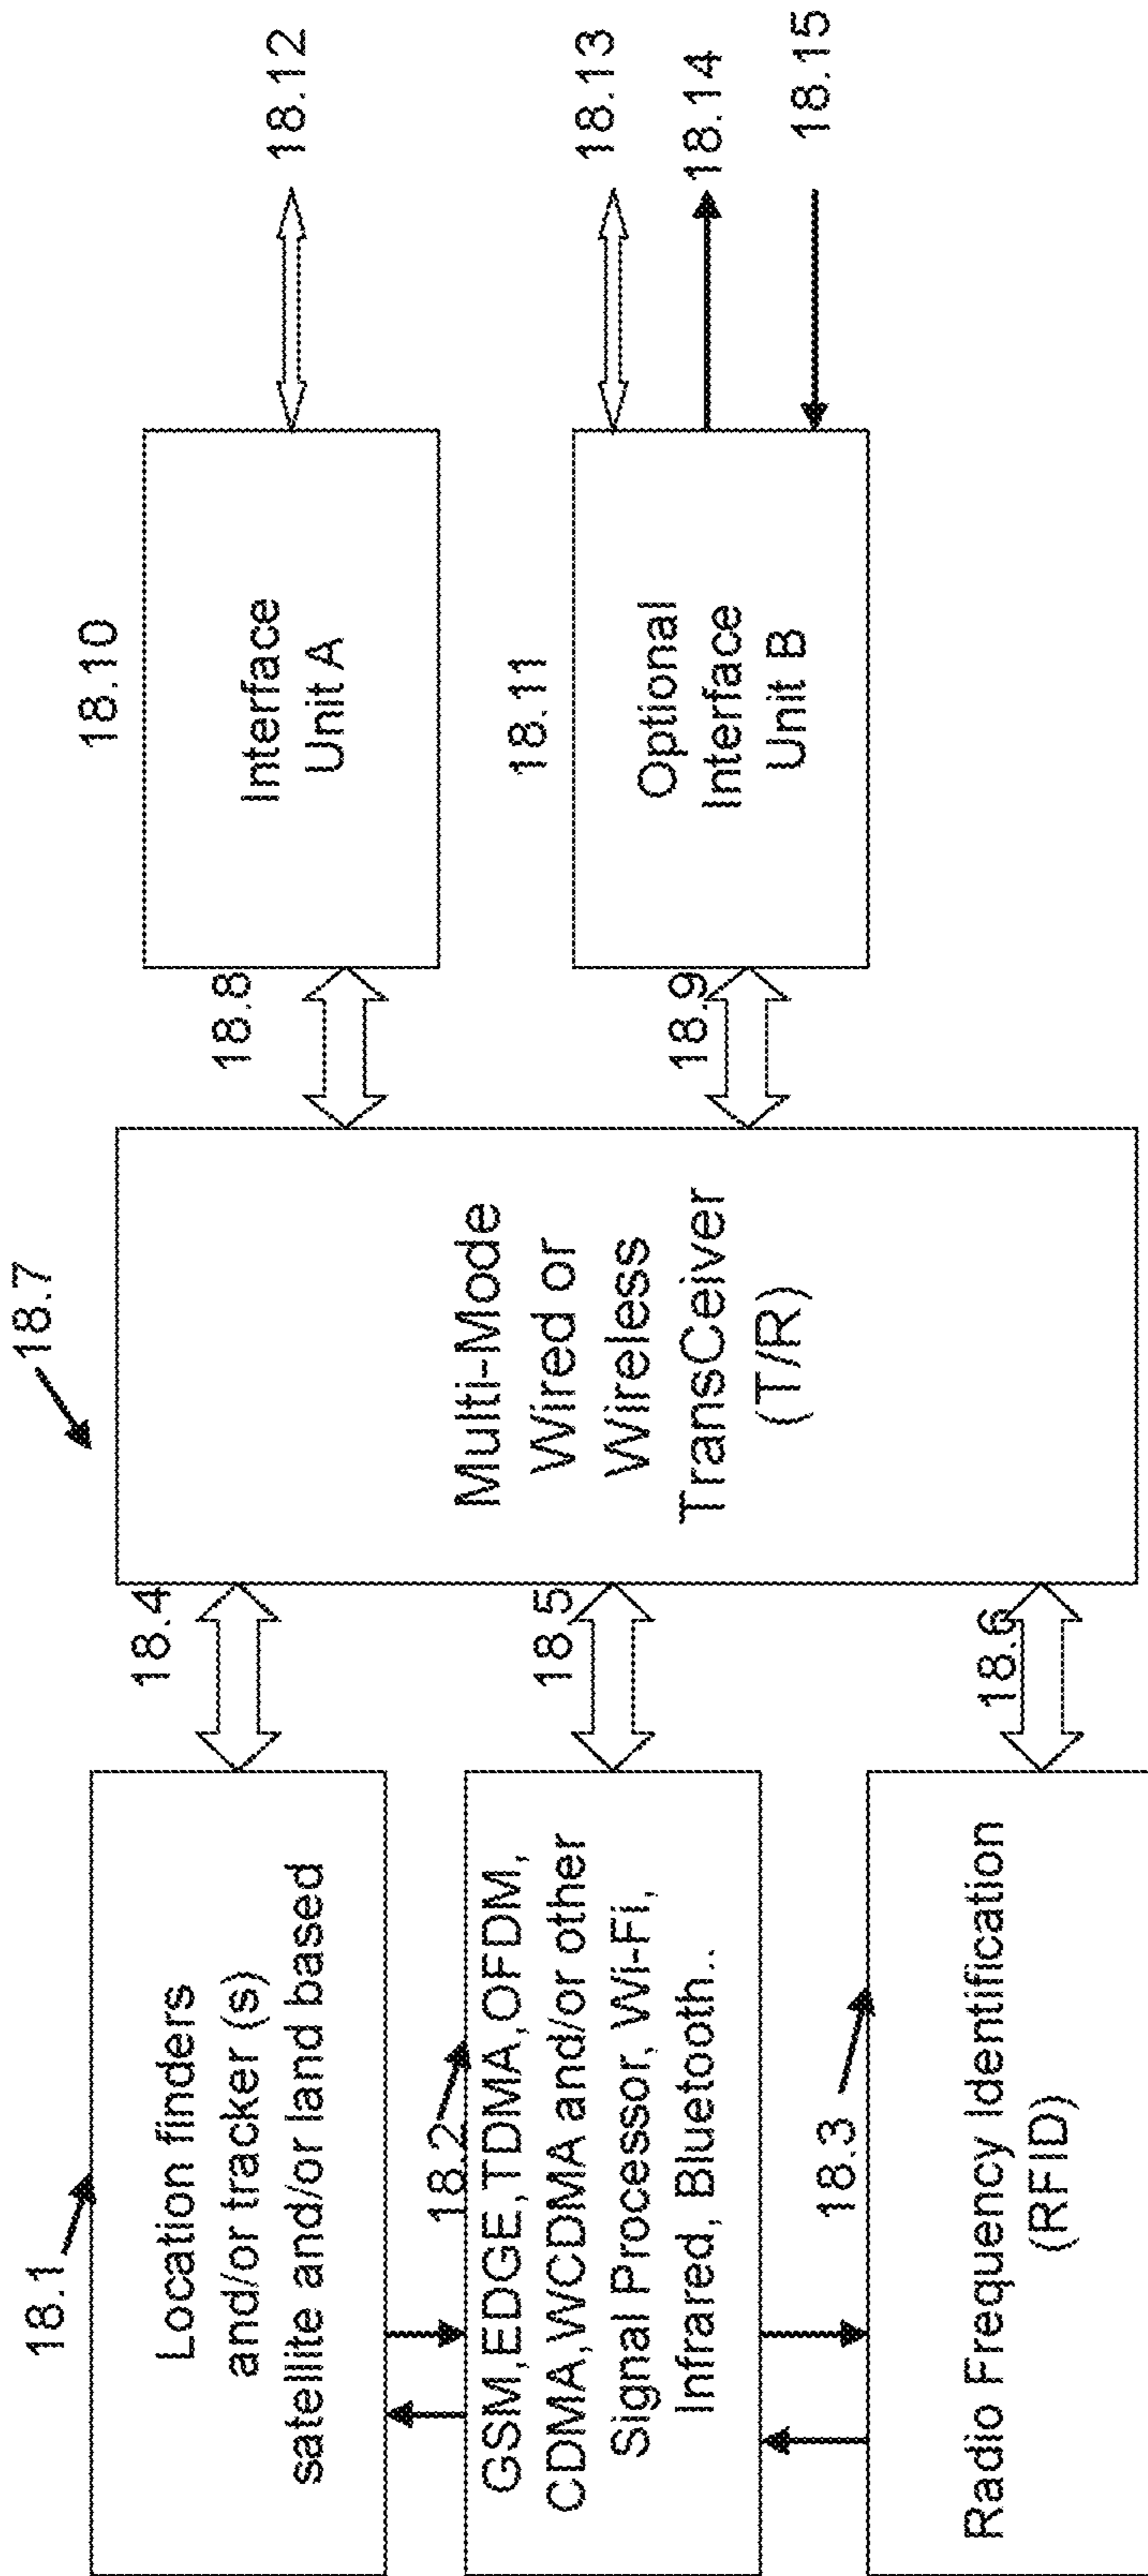 18.1
Location finders
and/or tracker (s)
satellite and/or land based
18.2
GSM,EDGE,TDMA,OFDM,
CDMA,WCDMA and/or other
Signal Processor, Wi-Fi,
Infrared, Bluetooth..
18.3
Radio Frequency Identification
(RFID)
18.4
18.5
18.6
18.7
Multi-Mode
Wired or
Wireless
TransCeiver
(T/R)
18.8
18.9
18.10
Interface
Unit A
18.11
Optional
Interface
Unit B
18.12
18.13
18.14
18.15